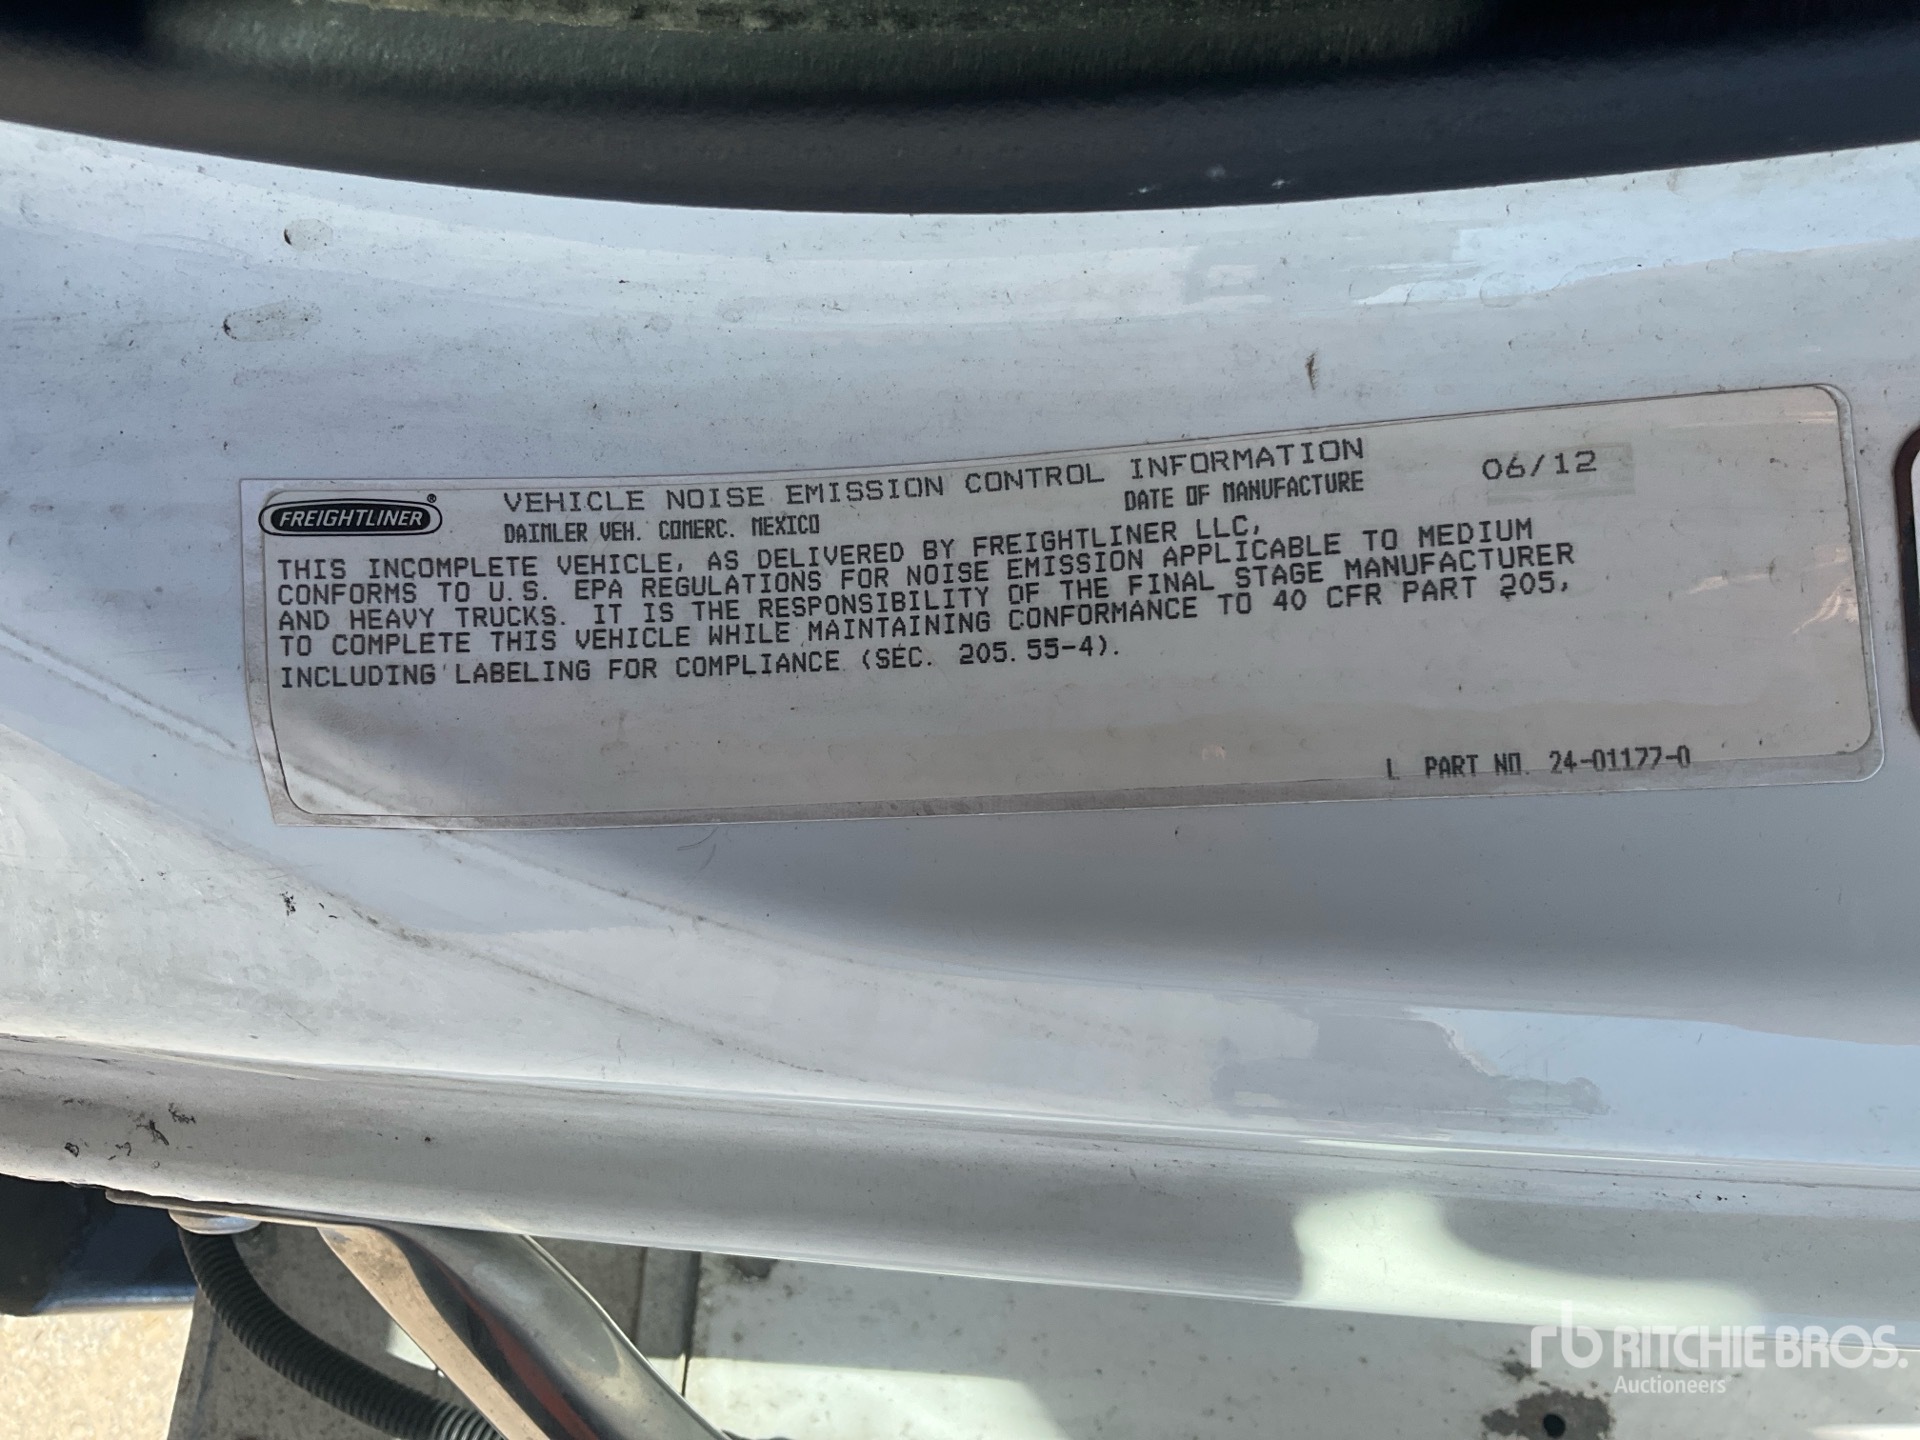 FREIGHTLINER®
VEHICLE NOISE EMISSION CONTROL INFORMATION
DAIMLER VEH. COMERC. MEXICO DATE OF MANUFACTURE 06/12
THIS INCOMPLETE VEHICLE, AS DELIVERED BY FREIGHTLINER LLC,
CONFORMS TO U.S. EPA REGULATIONS FOR NOISE EMISSION APPLICABLE TO MEDIUM
AND HEAVY TRUCKS. IT IS THE RESPONSIBILITY OF THE FINAL STAGE MANUFACTURER
TO COMPLETE THIS VEHICLE WHILE MAINTAINING CONFORMANCE TO 40 CFR PART 205,
INCLUDING LABELING FOR COMPLIANCE (SEC. 205.55-4).
L PART NO. 24-01177-0
rb RITCHIE BROS.
Auctioneers